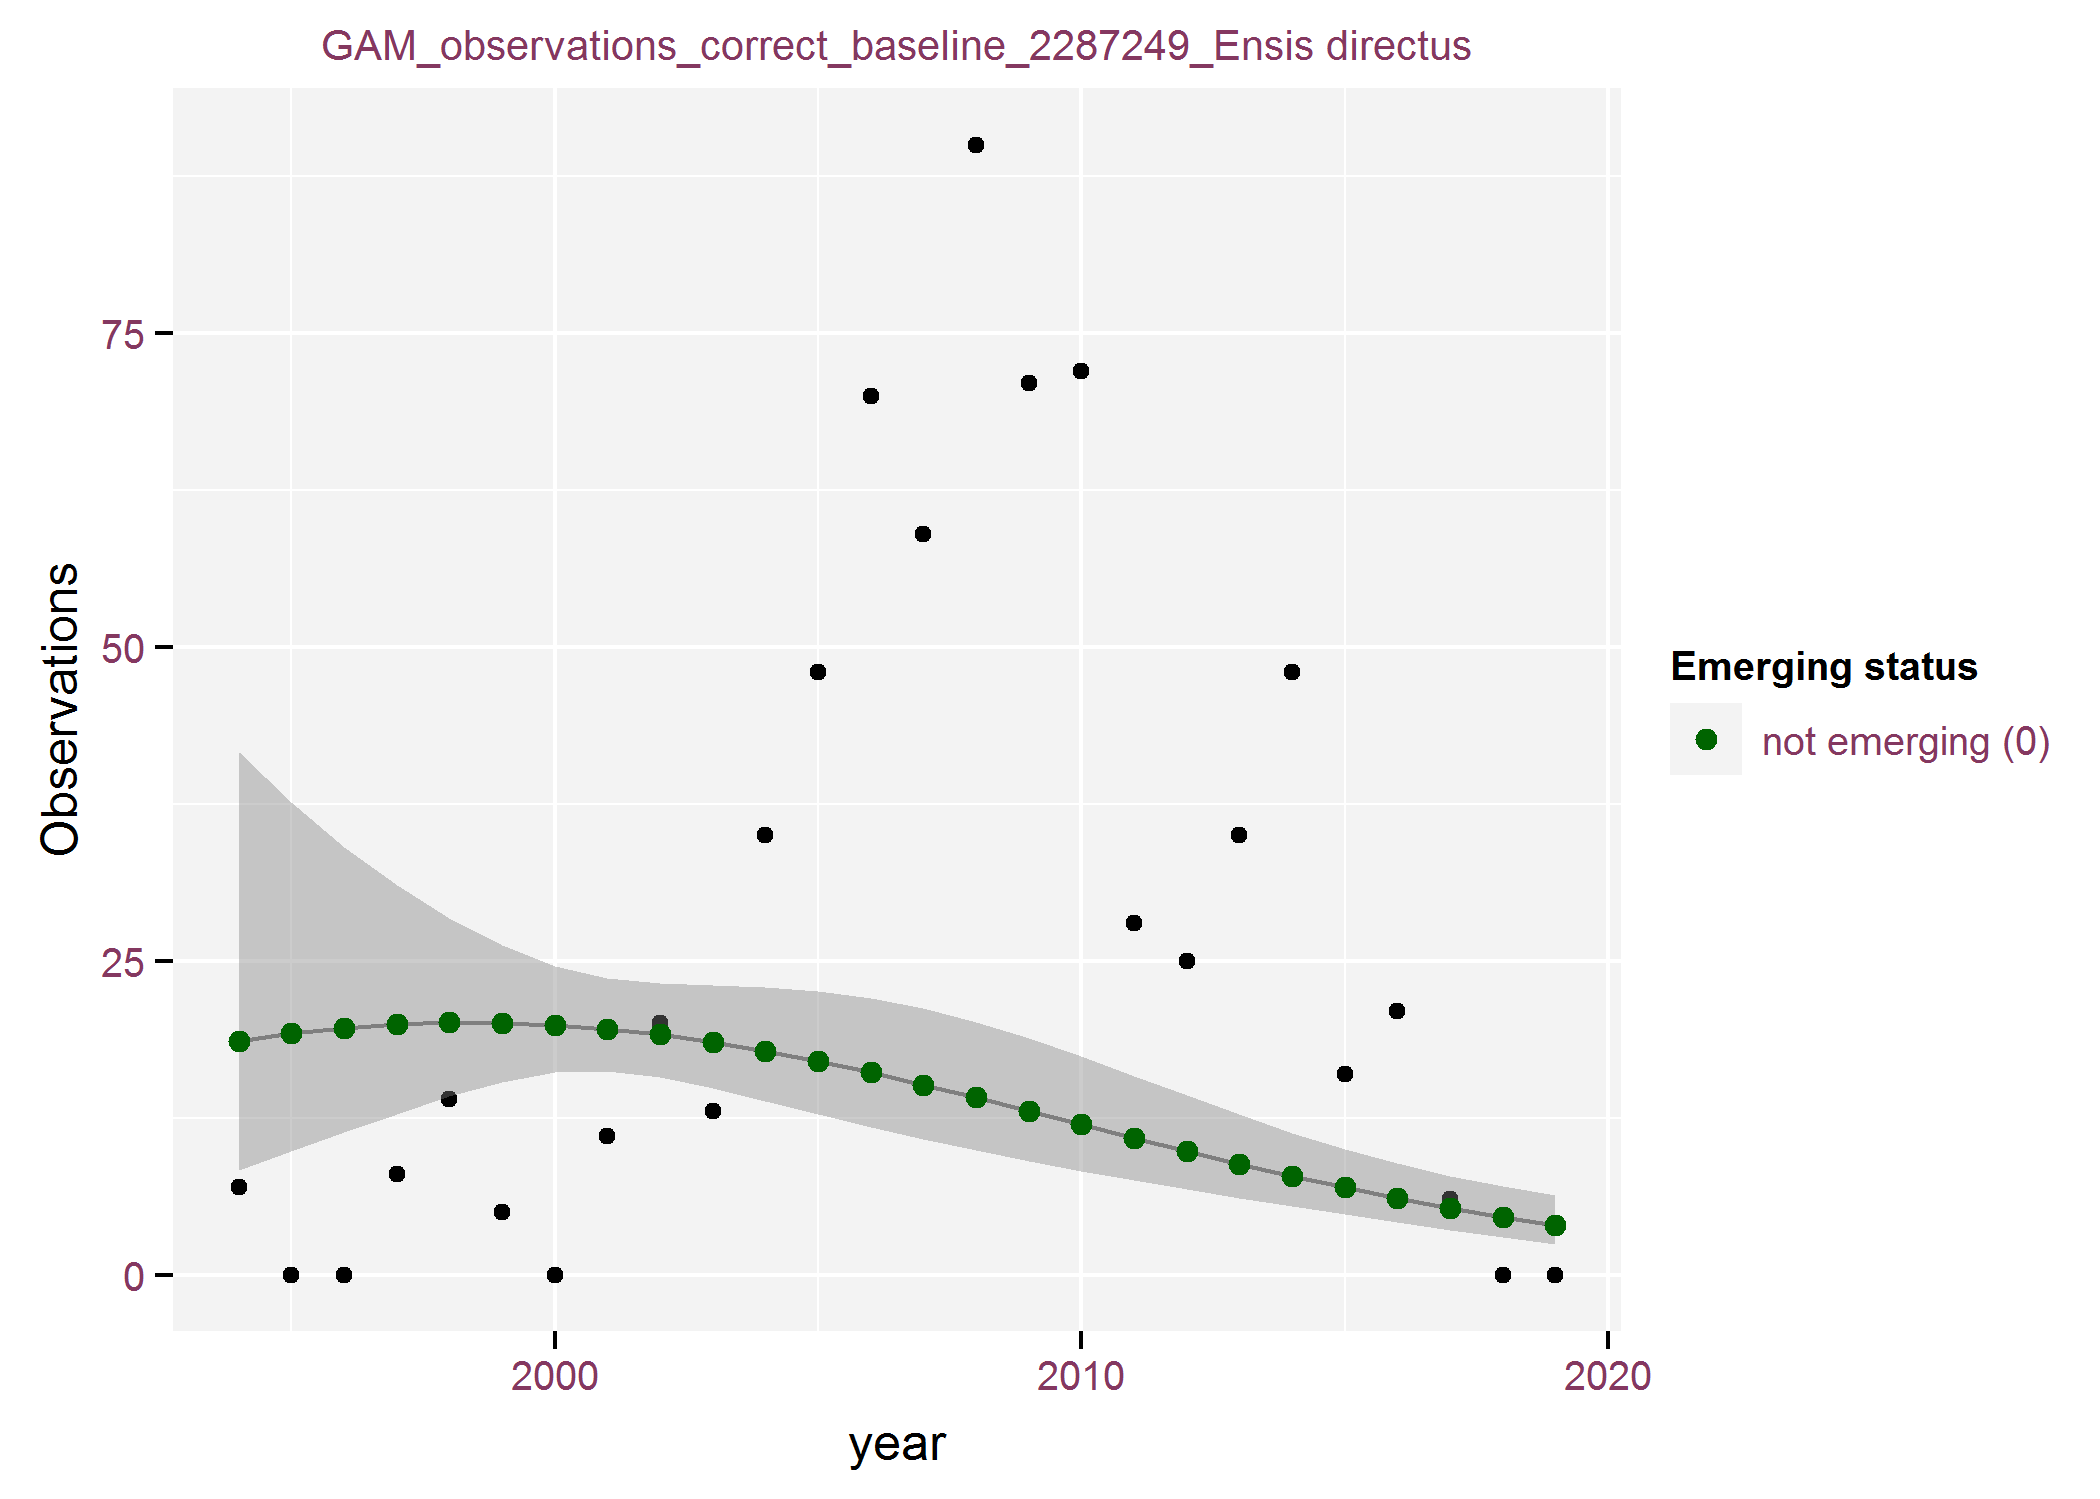 GAM_observations_correct_baseline_2287249_Ensis directus
Observations
75
50
25
0
2000
2010
2020
year
Emerging status
not emerging (0)